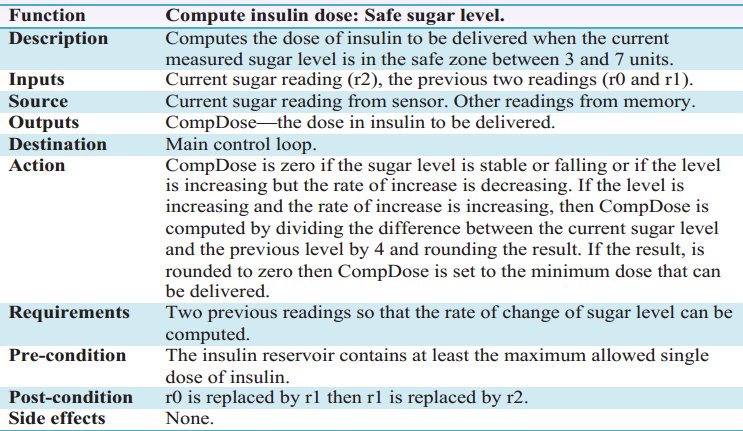 Function Compute insulin dose: Safe sugar level.
Description Computes the dose of insulin to be delivered when the current
measured sugar level is in the safe zone between 3 and 7 units.
Inputs Current sugar reading (r2), the previous two readings (r0 and r1).
Source Current sugar reading from sensor. Other readings from memory.
Outputs CompDose—the dose in insulin to be delivered.
Destination Main control loop.
Action CompDose is zero if the sugar level is stable or falling or if the level
is increasing but the rate of increase is decreasing. If the level is
increasing and the rate of increase is increasing, then CompDose is
computed by dividing the difference between the current sugar level
and the previous level by 4 and rounding the result. If the result, is
rounded to zero then CompDose is set to the minimum dose that can
be delivered.
Requirements Two previous readings so that the rate of change of sugar level can be
computed.
Pre-condition The insulin reservoir contains at least the maximum allowed single
dose of insulin.
Post-condition r0 is replaced by r1 then r1 is replaced by r2.
Side effects None.